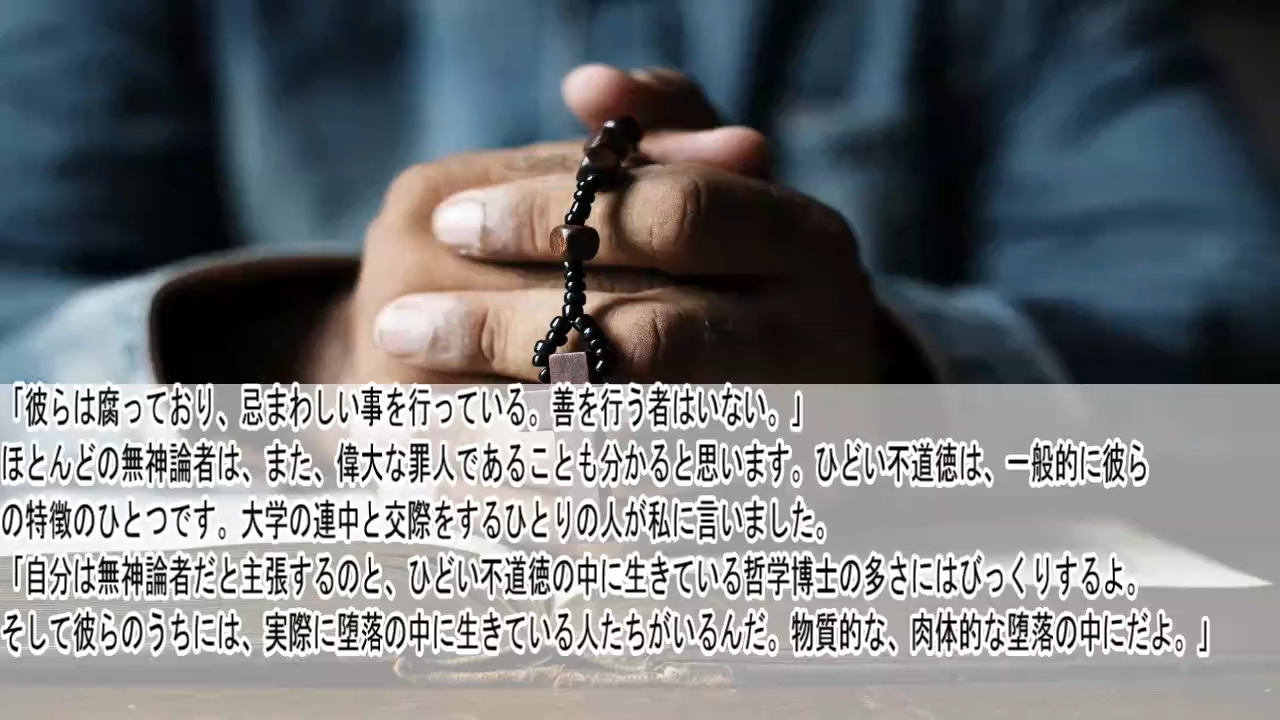 「彼らは腐っており、忌まわしい事を行っている。善を行う者はいない。」
ほとんどの無神論者は、また、偉大な罪人であることも分かると思います。ひどい不道徳は、一般的に彼ら
の特徴のひとつです。大学の連中と交際をするひとりの人が私に言いました。
「自分は無神論者だと主張するのと、ひどい不道徳の中に生きている哲学博士の多さにはびっくりするよ。
そして彼らのうちには、実際に堕落の中に生きている人たちがいるんだ。物質的な、肉体的な堕落の中にだよ。」